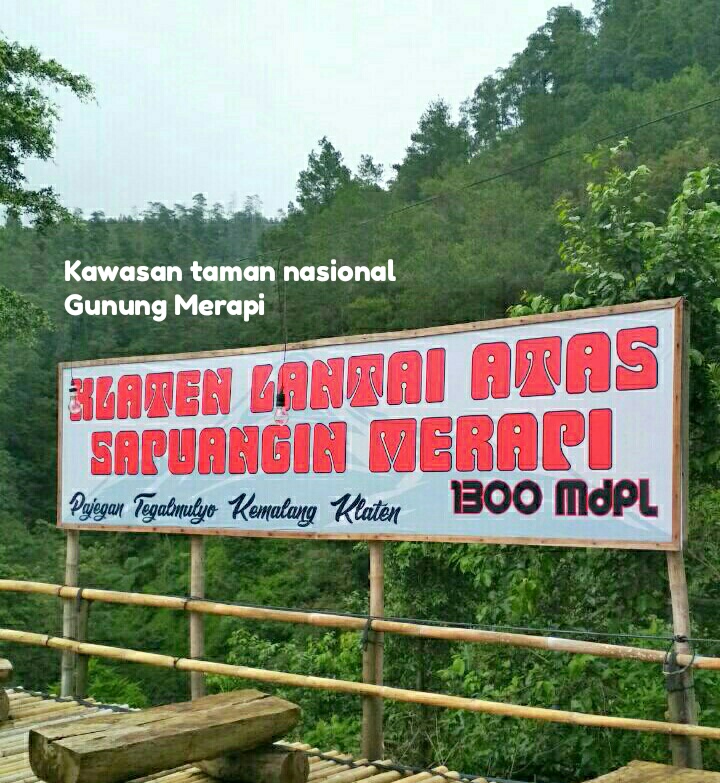 Kawasan taman nasional
Gunung Merapi
KLATEN LANTAI ATAS
SAPUANGIN MERAPI
1300 MdPL
Pajegan Tegalmulyo Kemalang Klaten